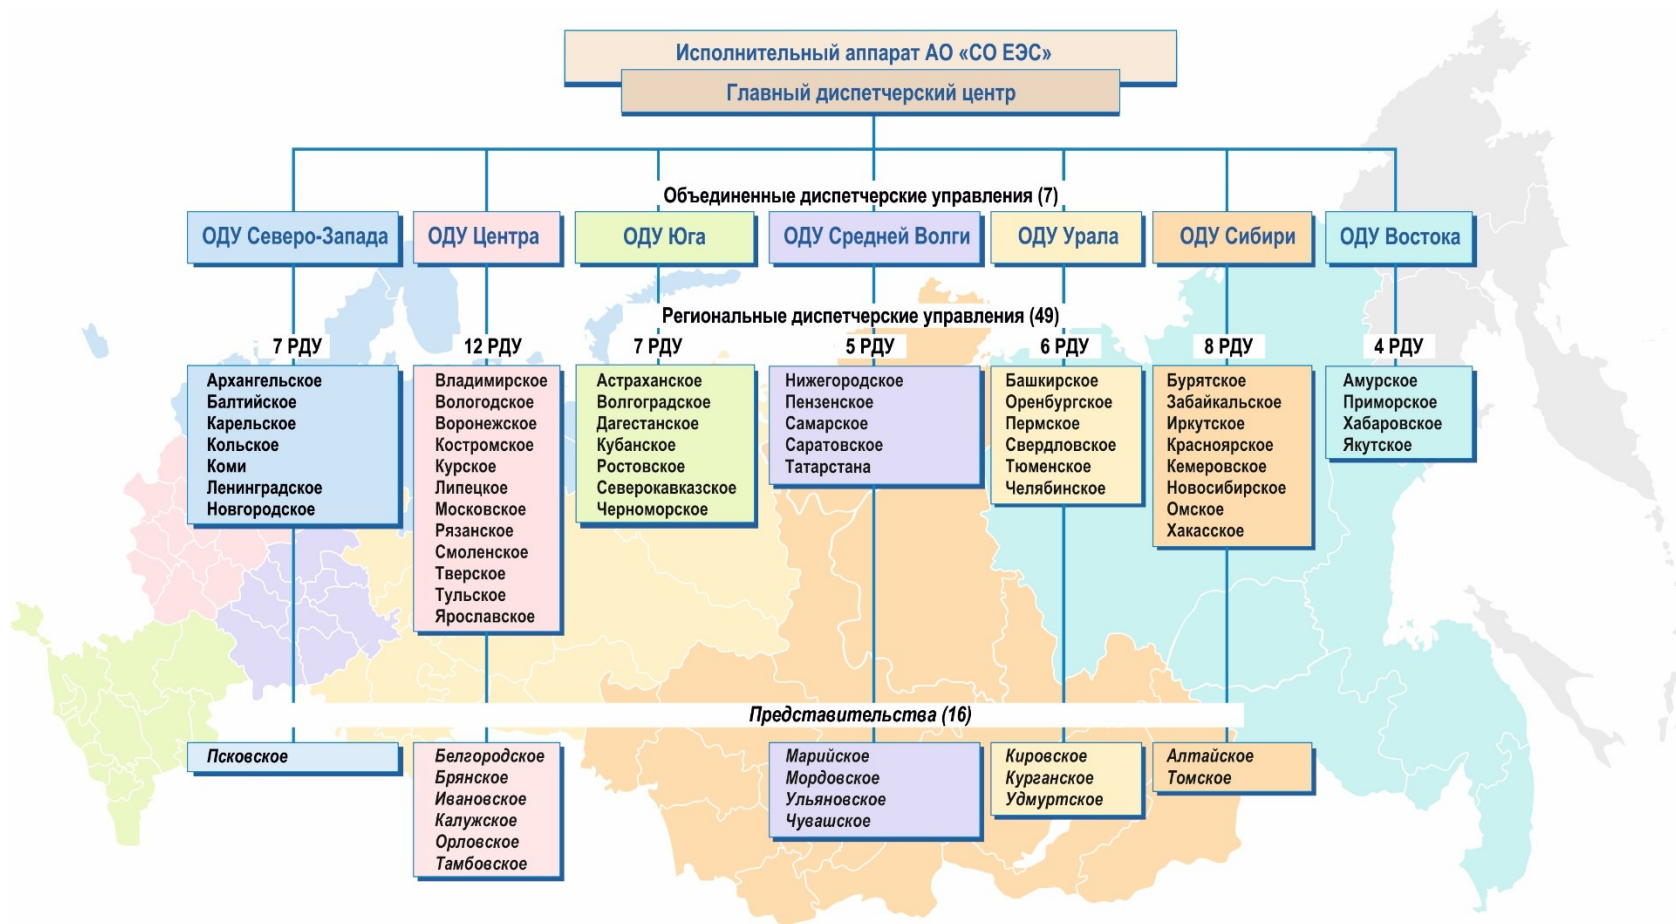 Исполнительный аппарат АО «СО ЕЭС»
Главный диспетчерский центр
Объединенные диспетчерские управления (7)
ОДУ Северо-Запада
ОДУ Центра
ОДУ Юга
ОДУ Средней Волги
ОДУ Урала
ОДУ Сибири
ОДУ Востока
Региональные диспетчерские управления (49)
7 РДУ
Архангельское
Балтийское
Карельское
Кольское
Коми
Ленинградское
Новгородское
12 РДУ
Владимирское
Вологодское
Воронежское
Костромское
Курское
Липецкое
Московское
Рязанское
Смоленское
Тверское
Тульское
Ярославское
7 РДУ
Астраханское
Волгоградское
Дагестанское
Кубанское
Ростовское
Северокавказское
Черноморское
5 РДУ
Нижегородское
Пензенское
Самарское
Саратовское
Татарстана
6 РДУ
Башкирское
Оренбургское
Пермское
Свердловское
Тюменское
Челябинское
8 РДУ
Бурятское
Забайкальское
Иркутское
Красноярское
Кемеровское
Новосибирское
Омское
Хакасское
4 РДУ
Амурское
Приморское
Хабаровское
Якутское
Представительства (16)
Псковское
Белгородское
Брянское
Ивановское
Калужское
Орловское
Тамбовское
Марийское
Мордовское
Ульяновское
Чувашское
Кировское
Курганское
Удмуртское
Алтайское
Томское